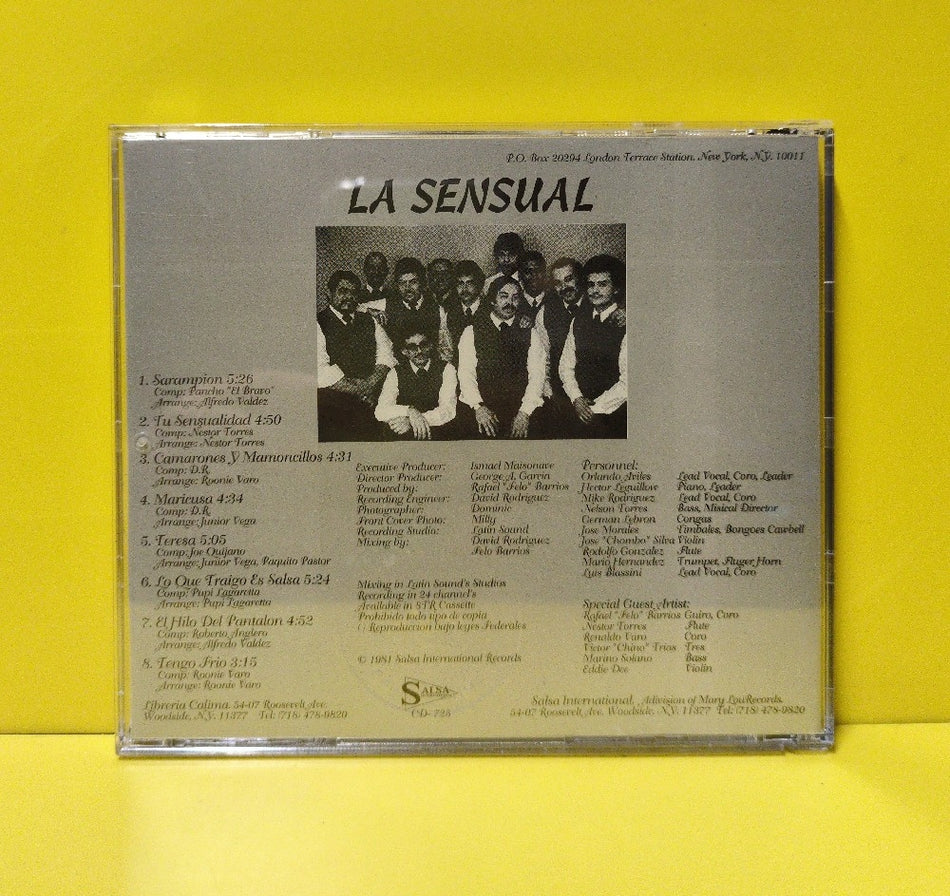 P.O. Box 20294 London Terrace Station, New York, N.Y. 10011
LA SENSUAL
1. Sarampion 5:26
Comp: Pancho "El Bravo"
Arrange: Alfredo Valdez
2. Tu Sensualidad 4:50
Comp: Nestor Torres
Arrange: Nestor Torres
3. Camarones y Mamoncillos 4:31
Comp: D.R.
Arrange: Roonie Varo
4. Maricusa 4:34
Comp: D.R.
Arrange: Junior Vega
5. Teresa 5:05
Comp: Joe Quijano
Arrange: Junior Vega, Paquito Pastor
6. Lo Que Traigo Es Salsa 5:24
Comp: Pupi Lagaretta
Arrange: Pupi Lagaretta
7. El Hilo Del Pantalon 4:52
Comp: Roberto Anglero
Arrange: Alfredo Valdez
8. Tengo Frio 3:15
Comp: Roonie Varo
Arrange: Roonie Varo
Executive Producer: Ismael Maisonave
Director Producer: George A. Garcia
Produced by: Rafael "Felo" Barrios
Recording Engineer: David Rodriguez
Photographer: Dominic
Front Cover Photo: Milly
Recording Studio: Latin Sound
Mixing by: David Rodriguez
Felo Barrios
Mixing in Latin Sound's Studios
Recording in 24 channel's
Available in 8TR Cassette
Prohibido todo tipo de copia
O Reproduccion bajo leyes Federales
© 1981 Salsa International Records
Personnel:
Orlando Aviles Lead Vocal, Coro, Leader
Hector Leguillove Piano, Leader
Mike Rodriguez Lead Vocal, Coro
Nelson Torres Bass, Misical Director
German Lebron Congas
Jose Morales Timbales, Bongoes Cawbell
Jose "Chombo" Silva Violin
Rodolfo Gonzalez Flute
Mario Hernandez Trumpet, Fluger Horn
Luis Blassini Lead Vocal, Coro
Special Guest Artist:
Rafael "Felo" Barrios Guiro, Coro
Nestor Torres Flute
Renaldo Varo Coro
Victor "Chino" Trias Tres
Marino Solano Bass
Eddie Dee Violin
Libreria Calima. 54-07 Roosevelt Ave.
Woodside, N.Y. 11377 Tel: (718) 478-9820
SALSA
CD-725
Salsa International. Adivision of Mary LouRecords.
54-07 Roosevelt Ave. Woodside, N.Y. 11377 Tel: (718) 478-9820